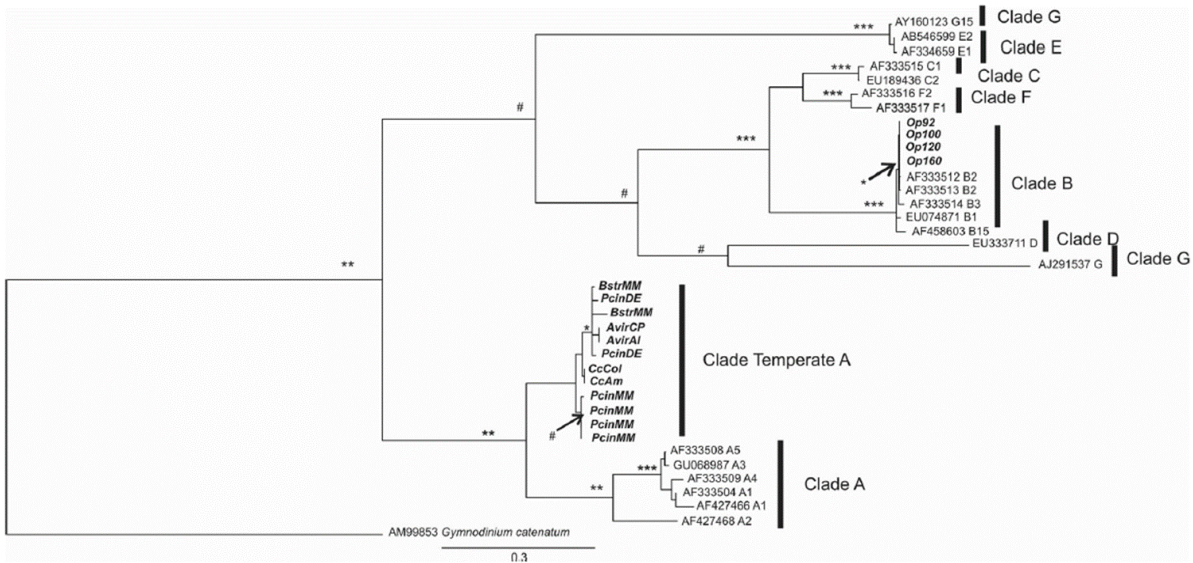 AY160123 G15
Clade G
AB546599 E2
AF334659 E1
Clade E
AF333515 C1
EU189436 C2
Clade C
AF333516 F2
AF333517 F1
Clade F
Op92
Op100
Op120
Op160
AF333512 B2
AF333513 B2
AF333514 B3
EU074871 B1
AF458603 B15
Clade B
EU333711 D
Clade D
AJ291537 G
Clade G
***
***
***
***
***
*
#
#
#
**
BstrMM
PcinDE
BstrMM
AvirCP
AvirAl
PcinDE
CcCol
CcAm
PcinMM
PcinMM
PcinMM
PcinMM
Clade Temperate A
*
#
**
AF333508 A5
GU068987 A3
AF333509 A4
AF333504 A1
AF427466 A1
AF427468 A2
Clade A
***
**
AM99853 Gymnodinium catenatum
0.3